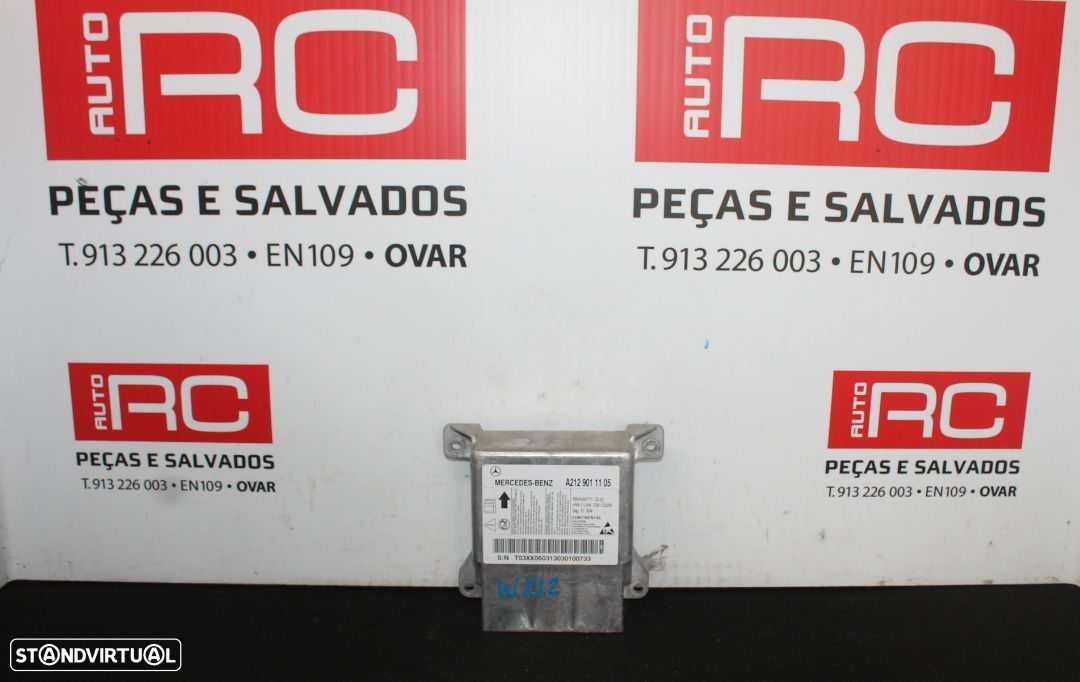 AUTO RC
PEÇAS E SALVADOS
T. 913 226 003 • EN109 • OVAR
AUTO RC
PEÇAS E SALVADOS
T. 913 226 003 • EN109 • OVAR
AUTO RC
PEÇAS E SALVADOS
T. 913 226 003 • EN109 • OVAR
AUTO RC
PEÇAS E SALVADOS
T. 913 226 003 • EN109 • OVAR
MERCEDES-BENZ A212 901 11 05
CONTINENTAL
S/N T03XX060313030100733
W212
STANDVIRTUAL